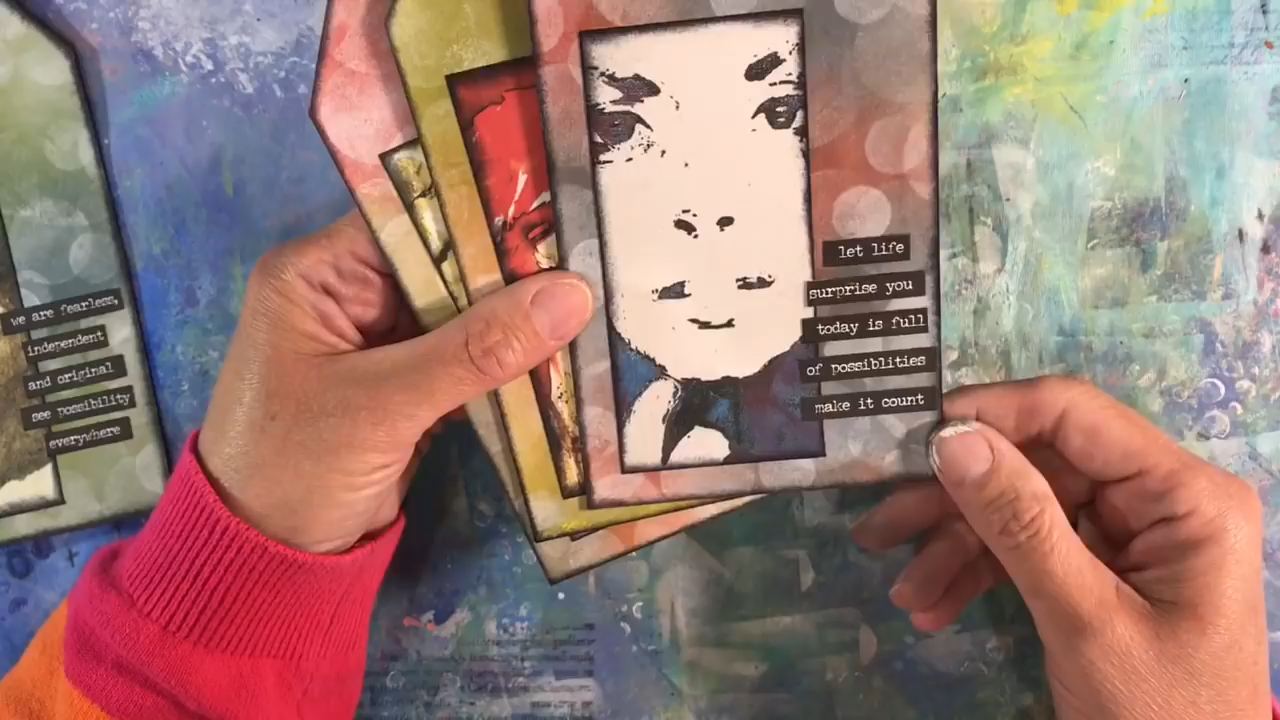 we are fearless,
independent
and original
see possibility
everywhere
let life
surprise you
today is full
of possiblities
make it count